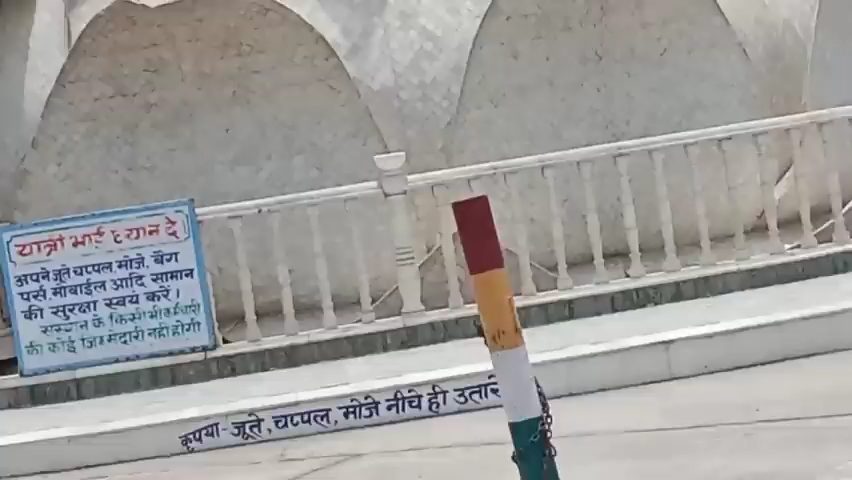 यात्री भाई ध्यान दे
अपने जूते चप्पल, मोजे, बैग
पर्स, मोबाईल आदि सामान
की सुरक्षा स्वयं करें।
संस्थान के किसी भी कर्मचारी
की कोई जिम्मेदारी नही होगी
कृपया - जूते, चप्पल, मोजे नीचे ही उतारे